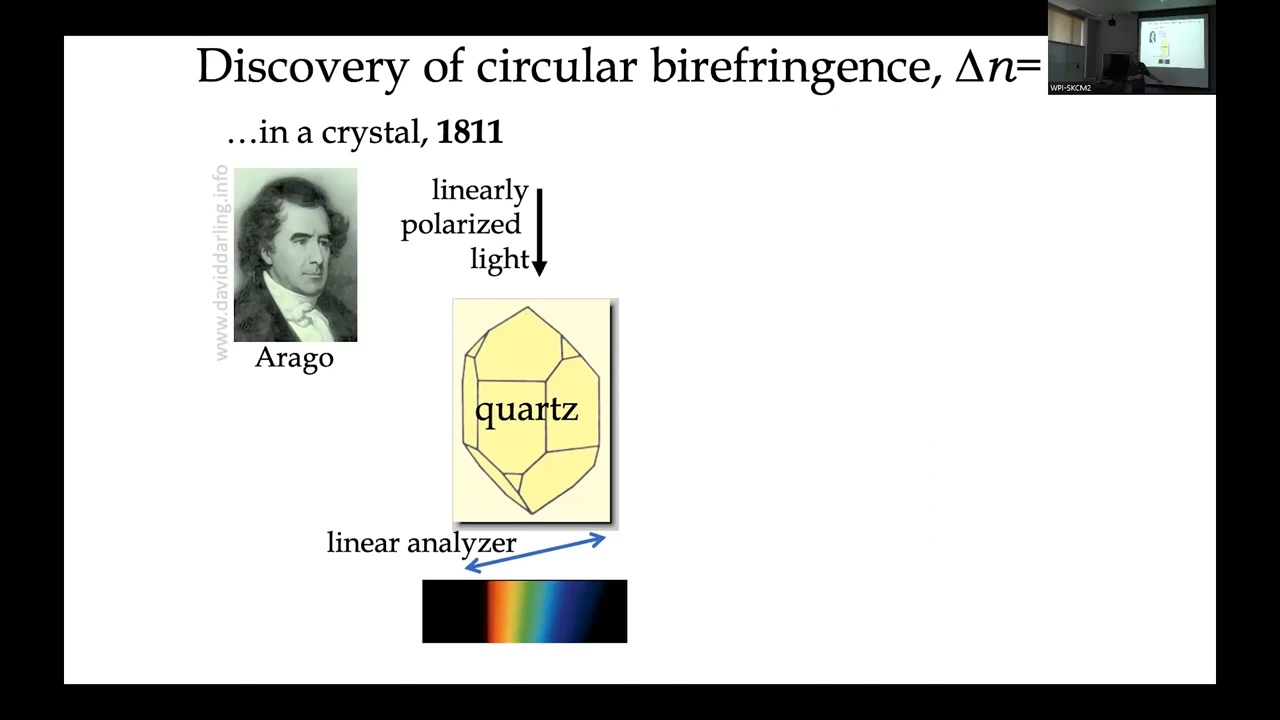 Discovery of circular birefringence, Δn=
…in a crystal, 1811
www.daviddarling.info
Arago
linearly
polarized
light
quartz
linear analyzer
WPI-SKCM2